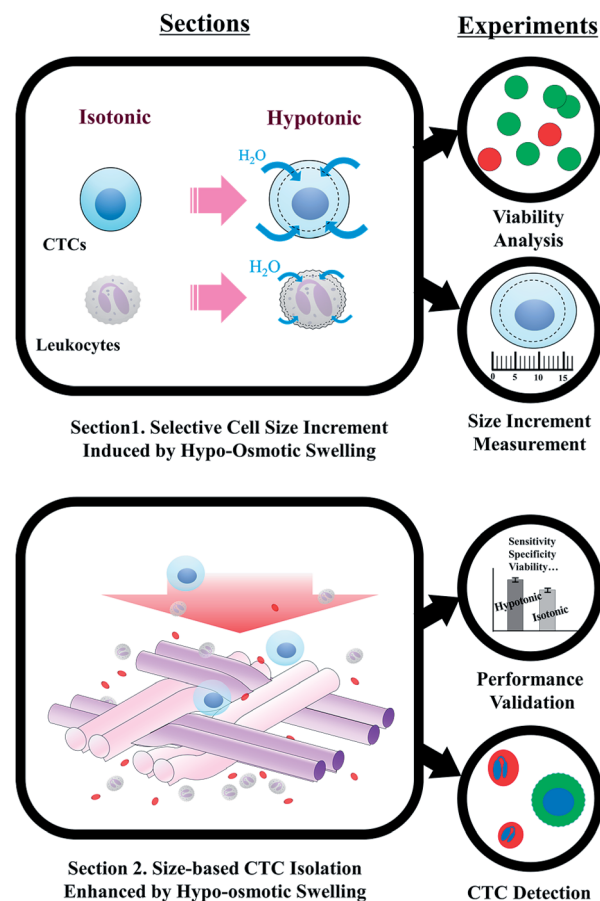 Sections
Experiments
Isotonic
Hypotonic
H₂O
CTCs
H₂O
Leukocytes
Viability
Analysis
0 5 10 15
Section1. Selective Cell Size Increment
Induced by Hypo-Osmotic Swelling
Size Increment
Measurement
Sensitivity
Specificity
Viability...
Hypotonic
Isotonic
Performance
Validation
Section 2. Size-based CTC Isolation
Enhanced by Hypo-osmotic Swelling
CTC Detection